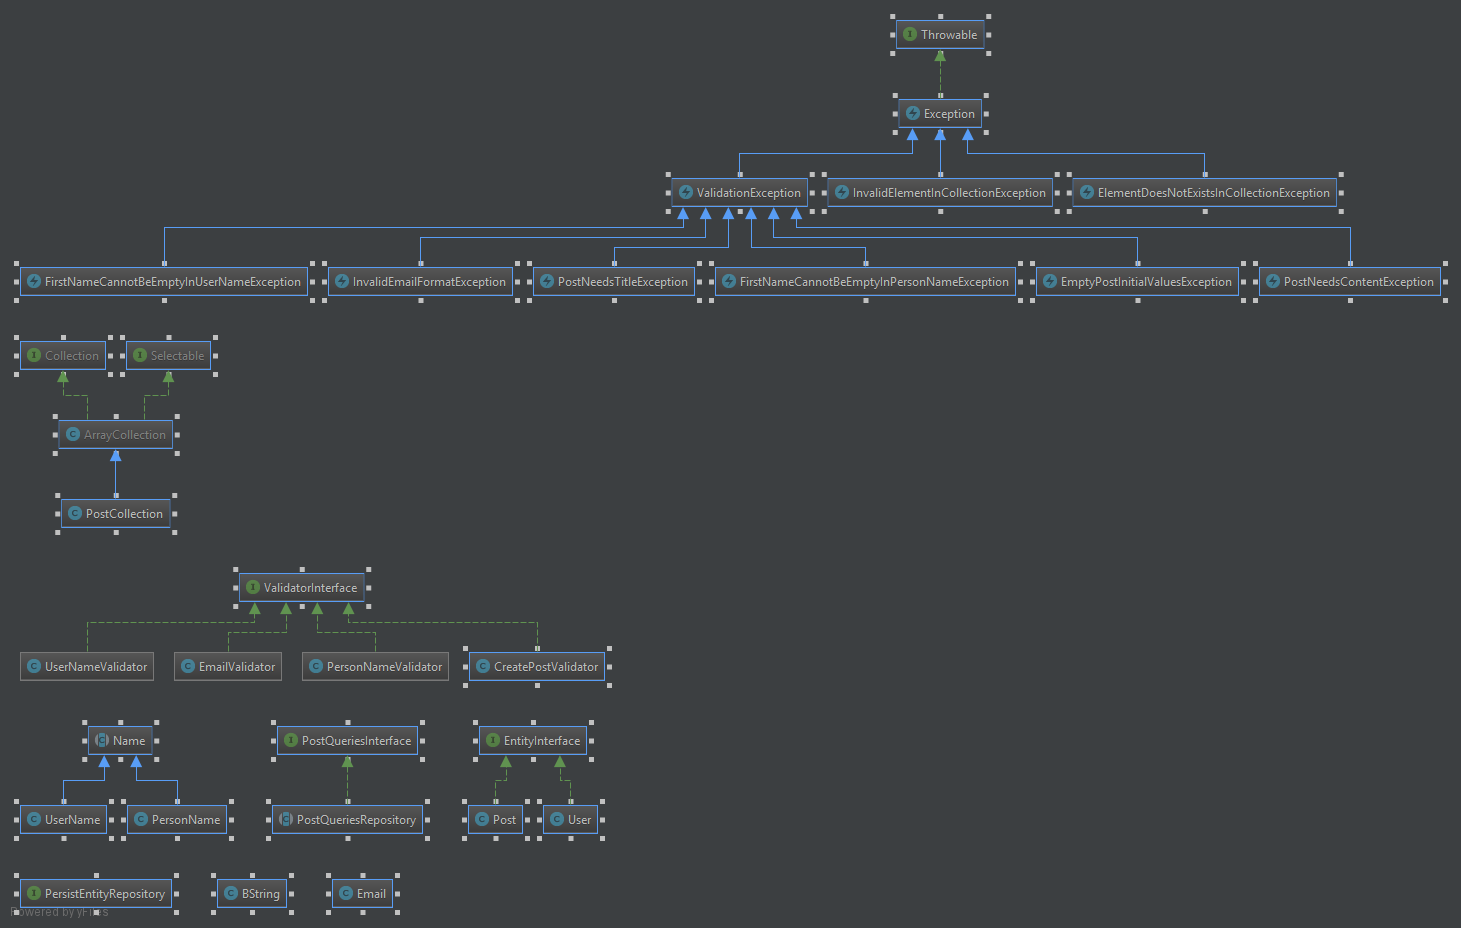 Throwable
Exception
ValidationException
InvalidElementInCollectionException
ElementDoesNotExistsInCollectionException
FirstNameCannotBeEmptyInUserNameException
InvalidEmailFormatException
PostNeedsTitleException
FirstNameCannotBeEmptyInPersonNameException
EmptyPostInitialValuesException
PostNeedsContentException
Collection
Selectable
ArrayCollection
PostCollection
ValidatorInterface
UserNameValidator
EmailValidator
PersonNameValidator
CreatePostValidator
Name
PostQueriesInterface
EntityInterface
UserName
PersonName
PostQueriesRepository
Post
User
PersistEntityRepository
BString
Email
Powered by yFiles